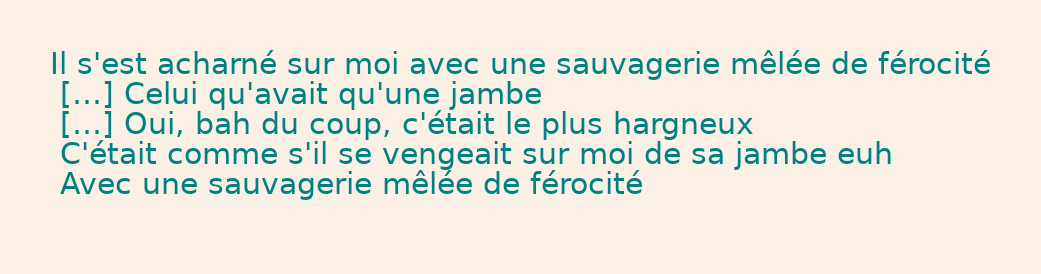 Il s'est acharné sur moi avec une sauvagerie mêlée de férocité
[…] Celui qu'avait qu'une jambe
[…] Oui, bah du coup, c'était le plus hargneux
C'était comme s'il se vengeait sur moi de sa jambe euh
Avec une sauvagerie mêlée de férocité